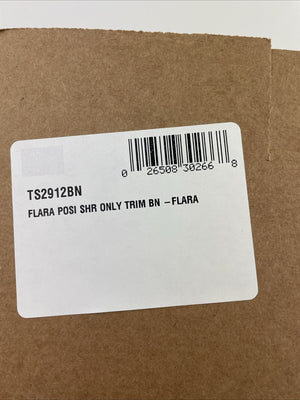 0 26508 30266 8
TS2912BN
FLARA POSI SHR ONLY TRIM BN – FLARA